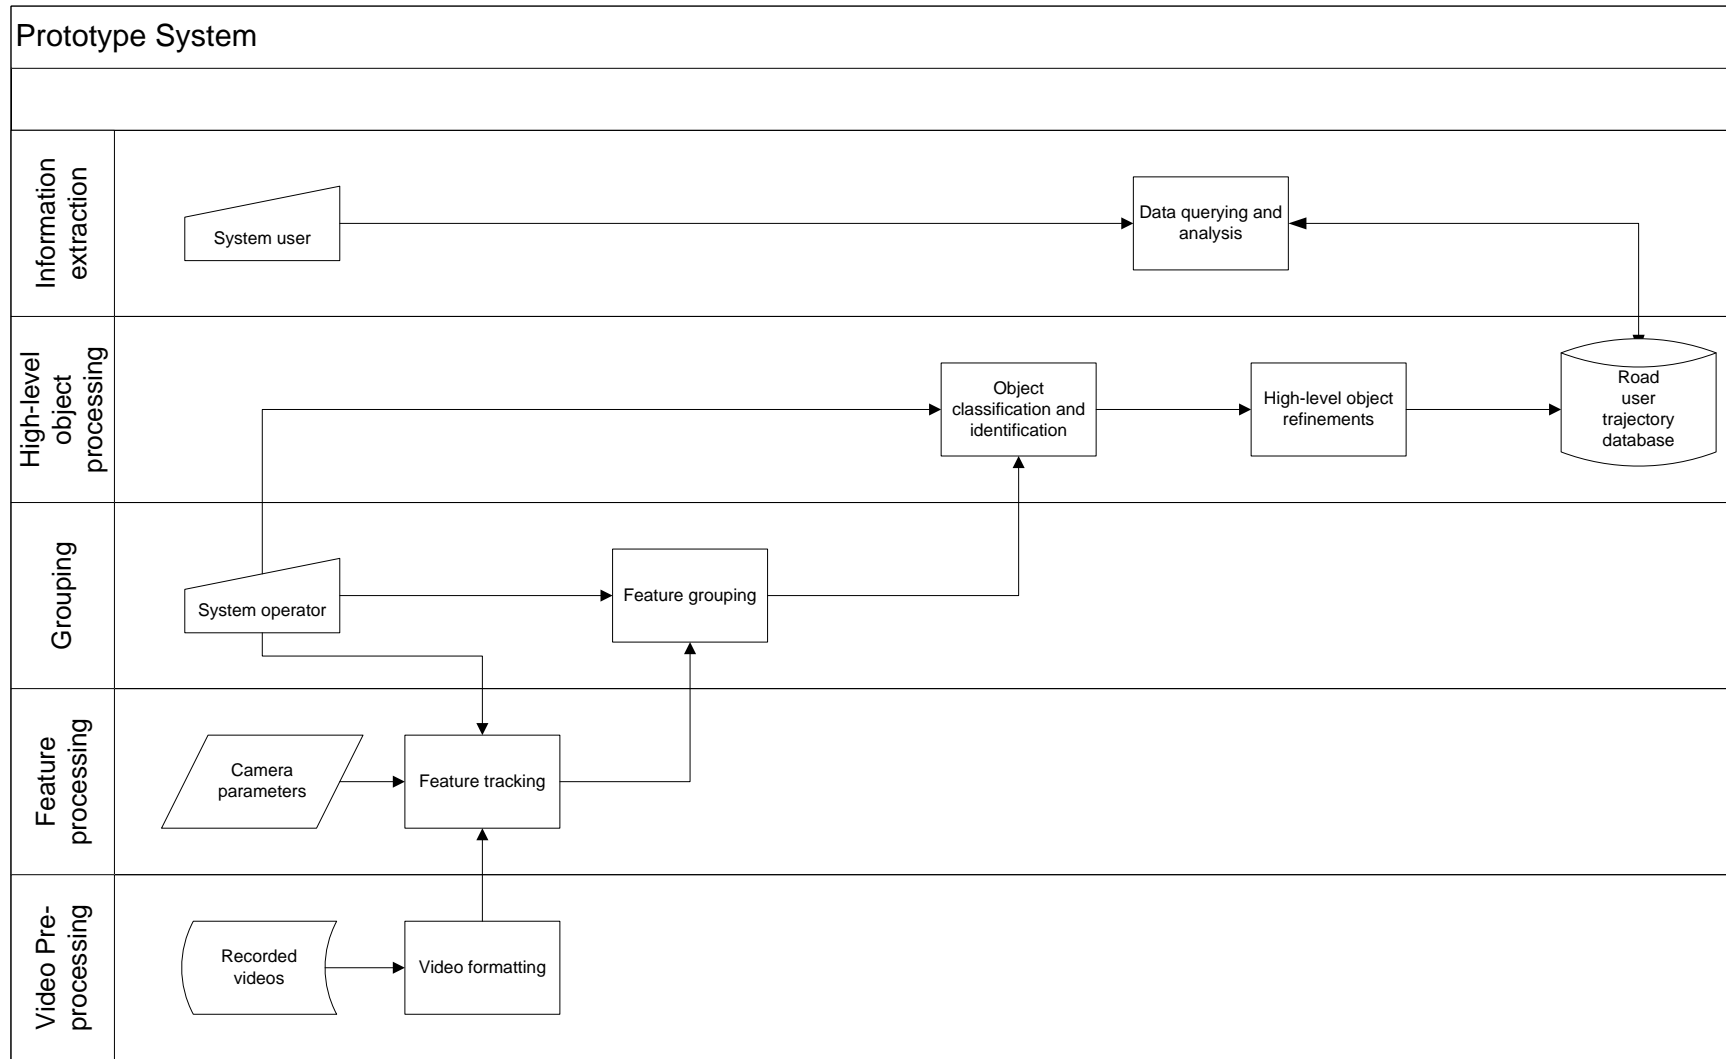 Prototype System
Information
extraction
System user
Data querying and
analysis
High-level
object
processing
Object
classification and
identification
High-level object
refinements
Road
user
trajectory
database
Grouping
System operator
Feature grouping
Feature
processing
Camera
parameters
Feature tracking
Video Pre-
processing
Recorded
videos
Video formatting